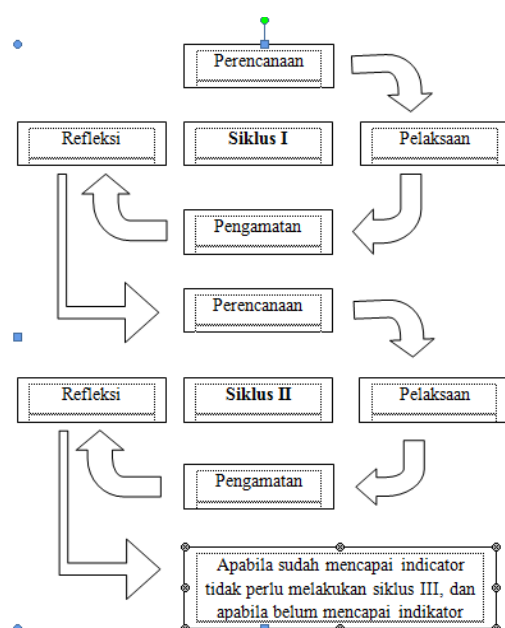 Perencanaan
Refleksi
Siklus I
Pelaksaan
Pengamatan
Perencanaan
Refleksi
Siklus II
Pelaksaan
Pengamatan
Apabila sudah mencapai indicator
tidak perlu melakukan siklus III, dan
apabila belum mencapai indikator